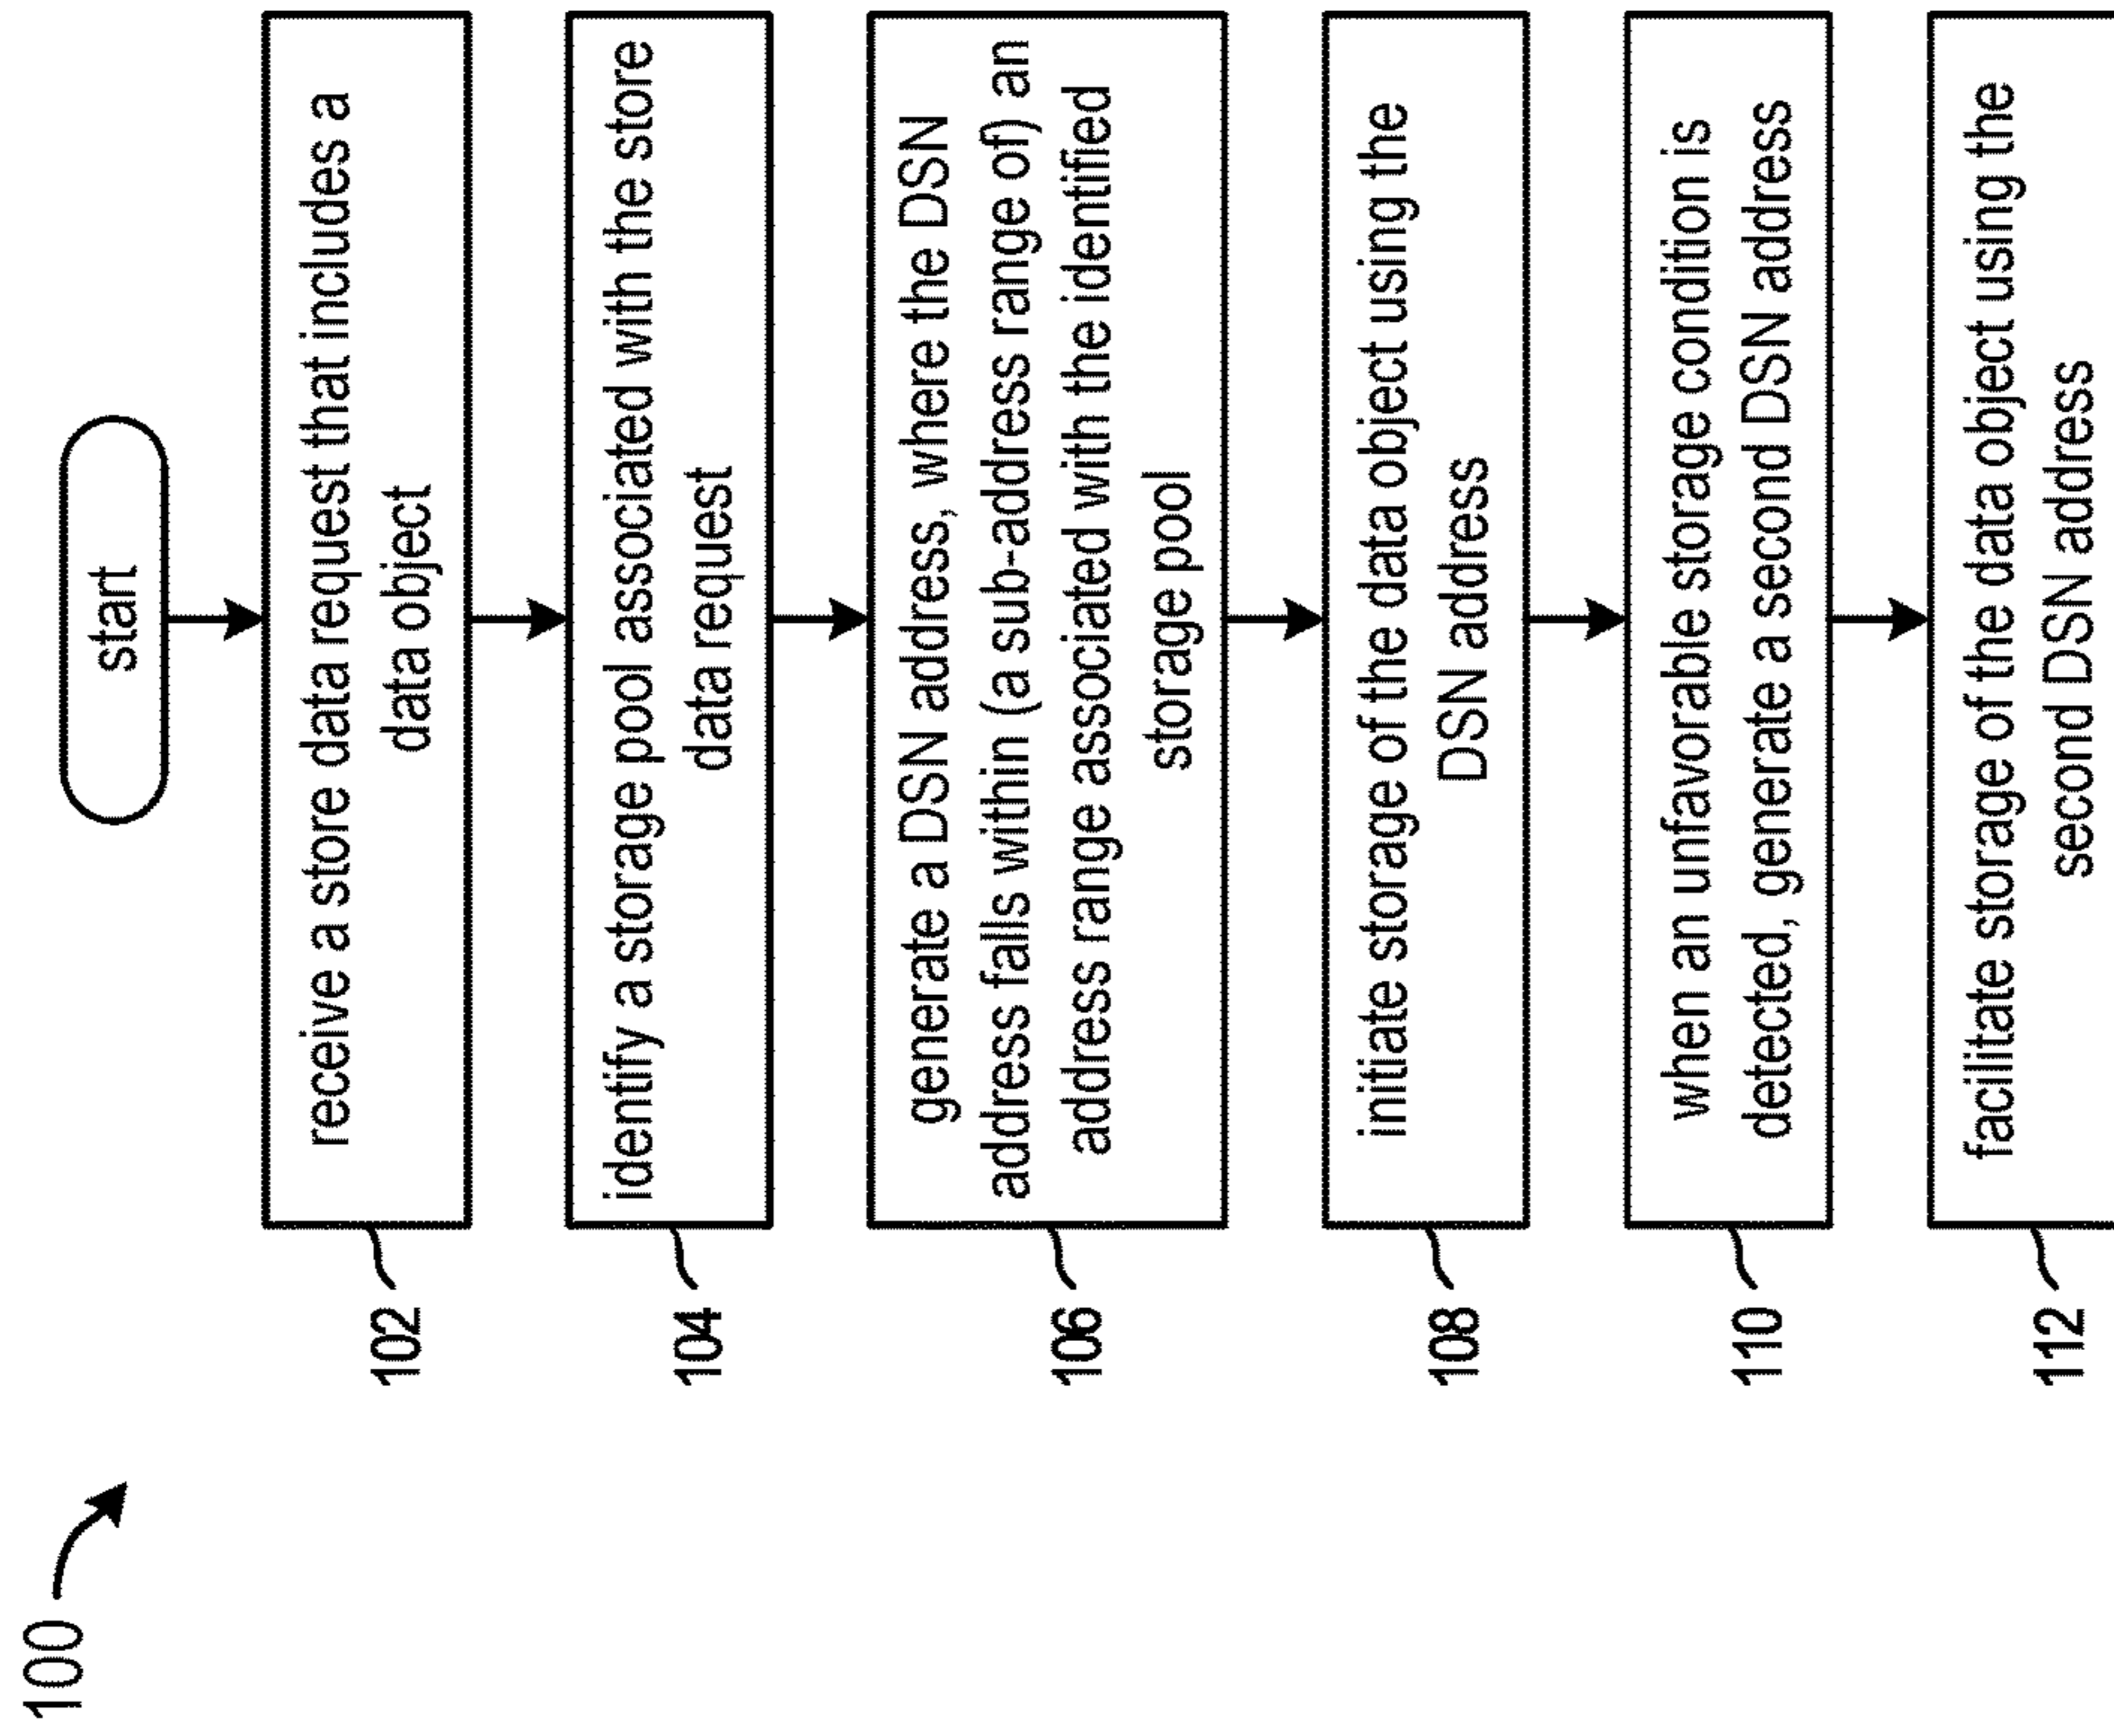 100
start
102
receive a store data request that includes a
data object
104
identify a storage pool associated with the store
data request
106
generate a DSN address, where the DSN
address falls within (a sub-address range of) an
address range associated with the identified
storage pool
108
initiate storage of the data object using the
DSN address
110
when an unfavorable storage condition is
detected, generate a second DSN address
112
facilitate storage of the data object using the
second DSN address